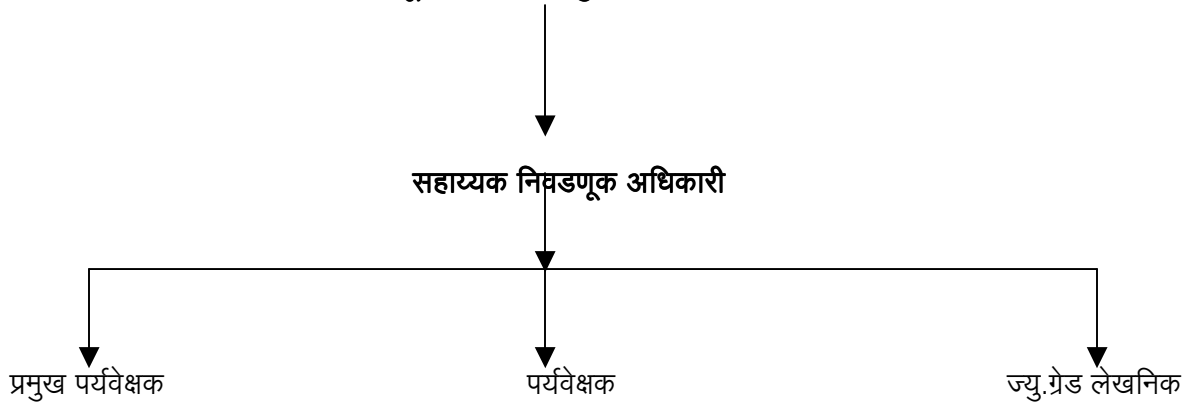 सहाय्यक निवडणूक अधिकारी
प्रमुख पर्यवेक्षक पर्यवेक्षक ज्यु.ग्रेड लेखनिक